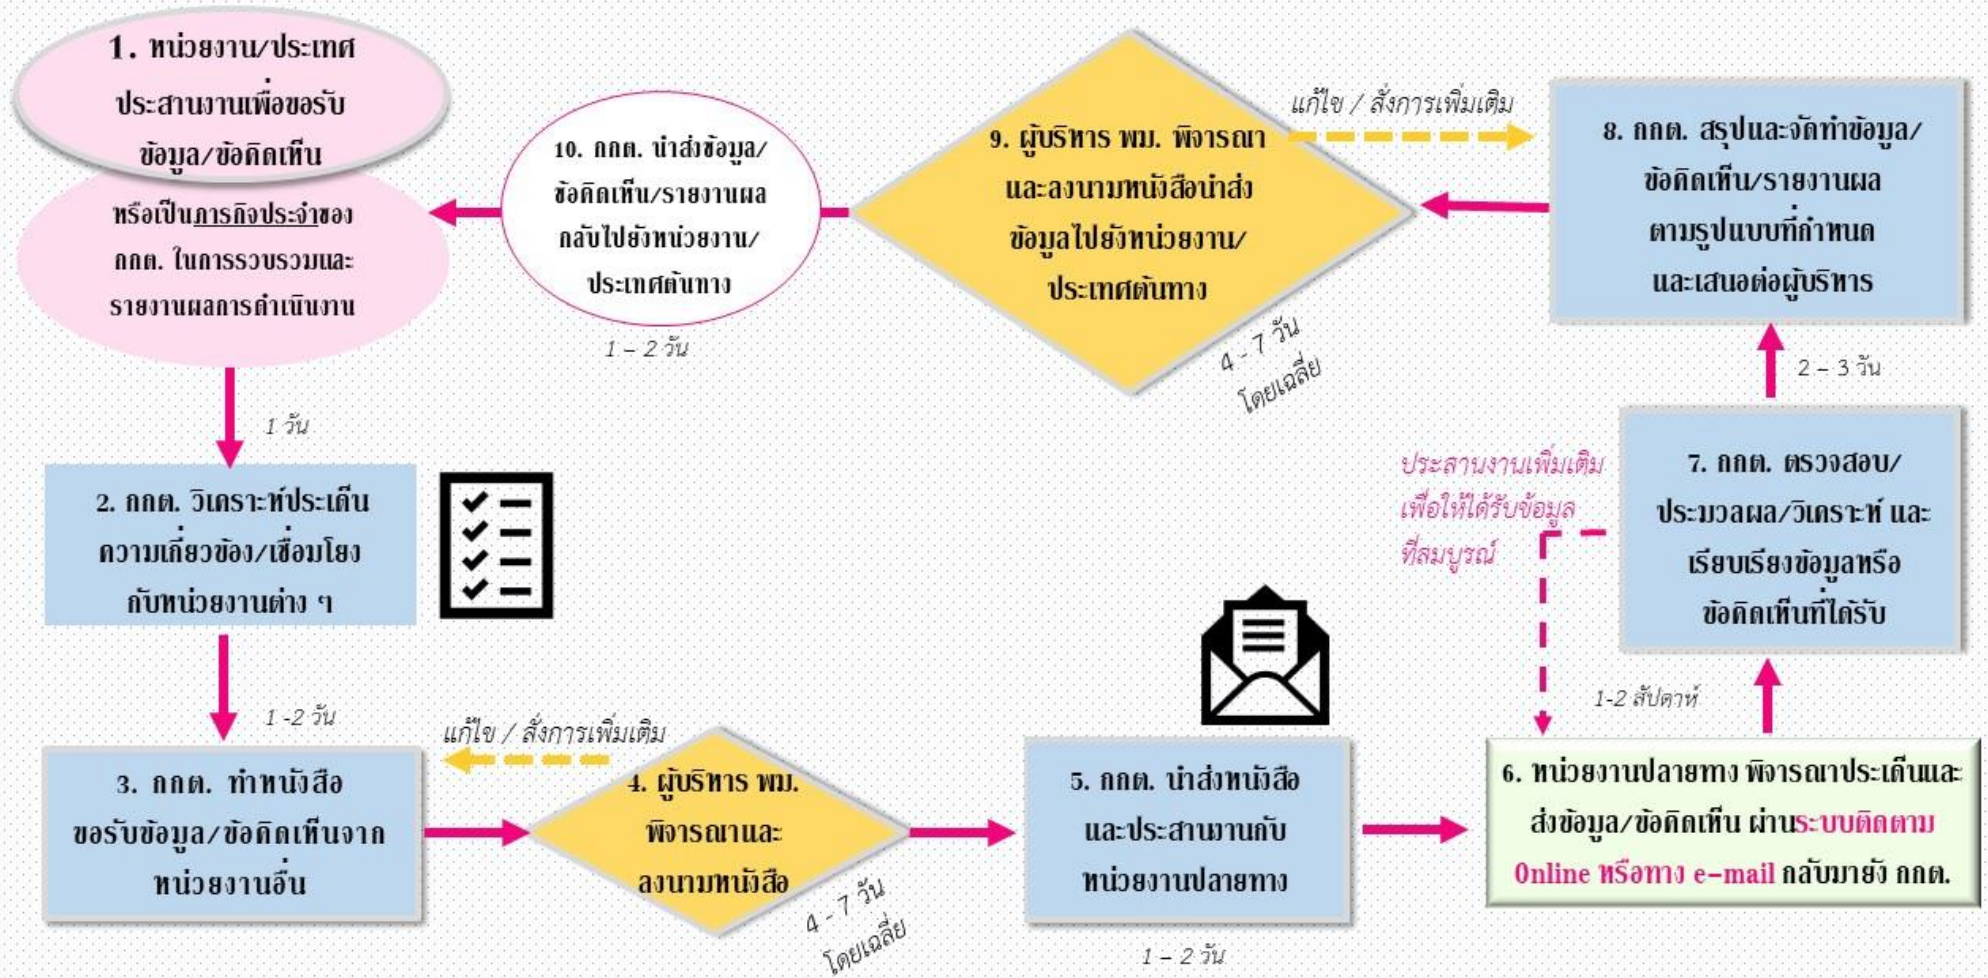 1. หน่วยงาน/ประเทศ
ประสานงานเพื่อขอรับ
ข้อมูล/ข้อคิดเห็น
หรือเป็นภารกิจประจำของ
กกต. ในการรวบรวมและ
รายงานผลการดำเนินงาน
1 วัน
2. กกต. วิเคราะห์ประเด็น
ความเกี่ยวข้อง/เชื่อมโยง
กับหน่วยงานต่าง ๆ
1 -2 วัน
3. กกต. ทำหนังสือ
ขอรับข้อมูล/ข้อคิดเห็นจาก
หน่วยงานอื่น
แก้ไข / สั่งการเพิ่มเติม
4. ผู้บริหาร พม.
พิจารณาและ
ลงนามหนังสือ
4 - 7 วัน
โดยเฉลี่ย
5. กกต. นำส่งหนังสือ
และประสานงานกับ
หน่วยงานปลายทาง
1 – 2 วัน
6. หน่วยงานปลายทาง พิจารณาประเด็นและ
ส่งข้อมูล/ข้อคิดเห็น ผ่านระบบติดตาม
Online หรือทาง e-mail กลับมายัง กกต.
1-2 สัปดาห์
ประสานงานเพิ่มเติม
เพื่อให้ได้รับข้อมูล
ที่สมบูรณ์
7. กกต. ตรวจสอบ/
ประมวลผล/วิเคราะห์ และ
เรียบเรียงข้อมูลหรือ
ข้อคิดเห็นที่ได้รับ
2 – 3 วัน
8. กกต. สรุปและจัดทำข้อมูล/
ข้อคิดเห็น/รายงานผล
ตามรูปแบบที่กำหนด
และเสนอต่อผู้บริหาร
แก้ไข / สั่งการเพิ่มเติม
9. ผู้บริหาร พม. พิจารณา
และลงนามหนังสือนำส่ง
ข้อมูลไปยังหน่วยงาน/
ประเทศต้นทาง
4 - 7 วัน
โดยเฉลี่ย
10. กกต. นำส่งข้อมูล/
ข้อคิดเห็น/รายงานผล
กลับไปยังหน่วยงาน/
ประเทศต้นทาง
1 – 2 วัน